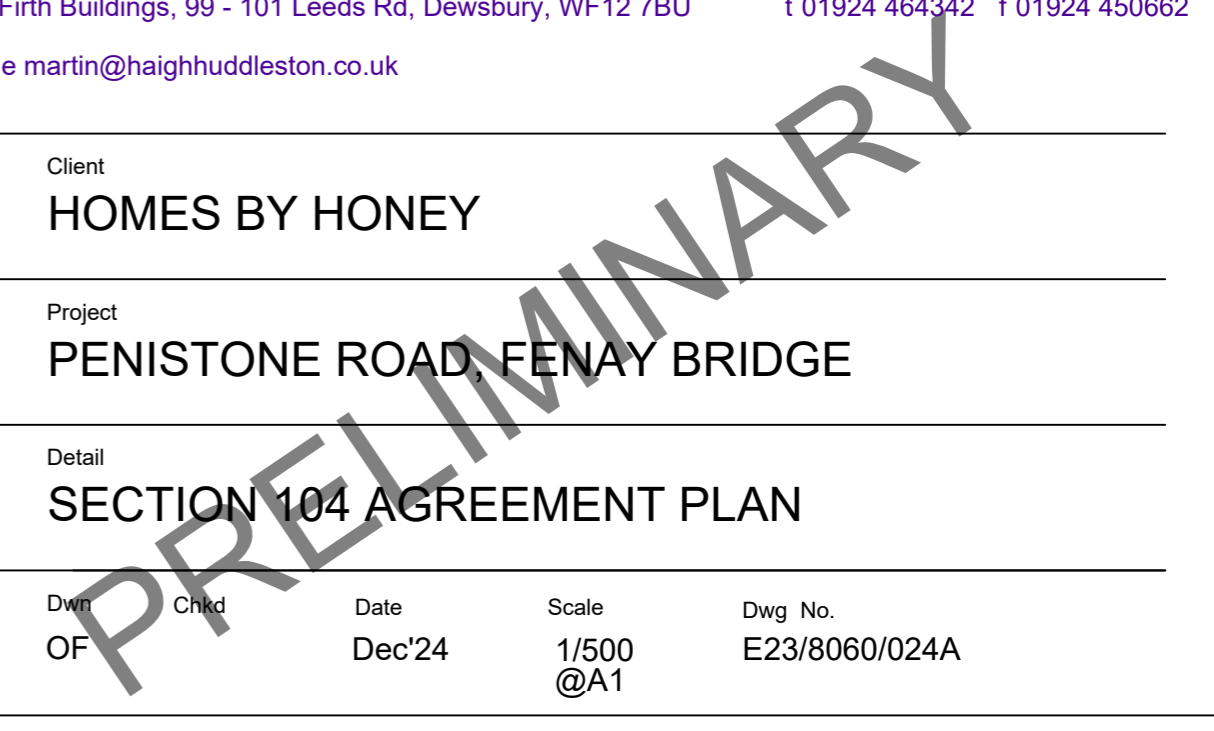 Firth Buildings, 99 - 101 Leeds Rd, Dewsbury, WF12 7BU t 01924 464342 f 01924 450662
e martin@haighhuddleston.co.uk
Client
HOMES BY HONEY
Project
PENISTONE ROAD, FENAY BRIDGE
Detail
SECTION 104 AGREEMENT PLAN
Dwn Chkd Date Scale Dwg No.
OF Dec'24 1/500 E23/8060/024A
@A1
PRELIMINARY